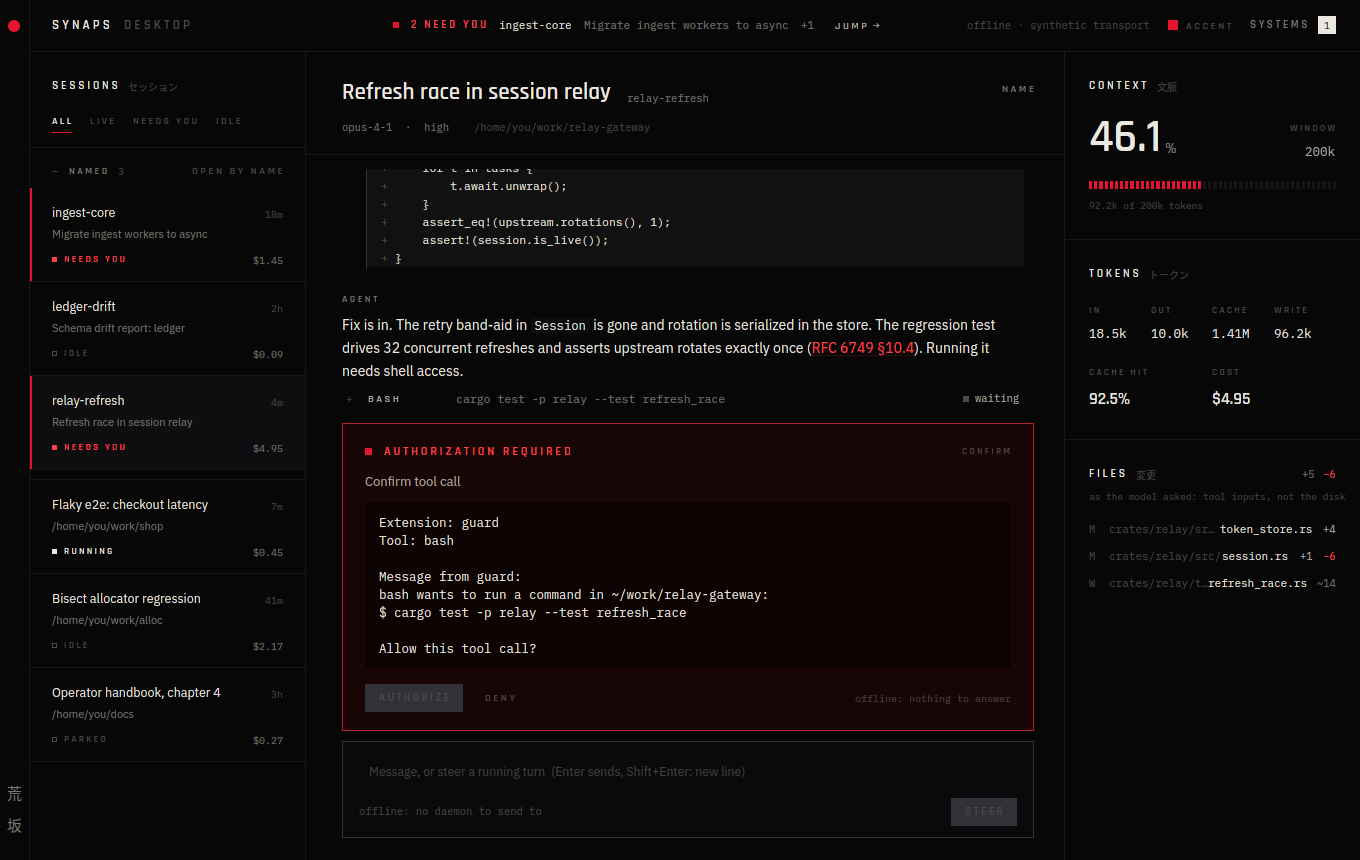 SYNAPS DESKTOP
2 NEED YOU ingest-core Migrate ingest workers to async +1 JUMP →
offline · synthetic transport ACCENT SYSTEMS 1
SESSIONS セッション
ALL LIVE NEEDS YOU IDLE
— NAMED 3 OPEN BY NAME
ingest-core 18m
Migrate ingest workers to async
NEEDS YOU $1.45
ledger-drift 2h
Schema drift report: ledger
IDLE $0.09
relay-refresh 4m
Refresh race in session relay
NEEDS YOU $4.95
Flaky e2e: checkout latency 7m
/home/you/work/shop
RUNNING $0.45
Bisect allocator regression 41m
/home/you/work/alloc
IDLE $2.17
Operator handbook, chapter 4 3h
/home/you/docs
PARKED $0.27
荒
坂
Refresh race in session relay relay-refresh NAME
opus-4-1 · high /home/you/work/relay-gateway
+ for t in tasks {
+ t.await.unwrap();
+ }
+ assert_eq!(upstream.rotations(), 1);
+ assert!(session.is_live());
+ }
AGENT
Fix is in. The retry band-aid in Session is gone and rotation is serialized in the store. The regression test
drives 32 concurrent refreshes and asserts upstream rotates exactly once (RFC 6749 §10.4). Running it
needs shell access.
+ BASH cargo test -p relay --test refresh_race waiting
AUTHORIZATION REQUIRED CONFIRM
Confirm tool call
Extension: guard
Tool: bash
Message from guard:
bash wants to run a command in ~/work/relay-gateway:
$ cargo test -p relay --test refresh_race
Allow this tool call?
AUTHORIZE DENY offline: nothing to answer
Message, or steer a running turn (Enter sends, Shift+Enter: new line)
offline: no daemon to send to STEER
CONTEXT 文脈
46.1% WINDOW
200k
92.2k of 200k tokens
TOKENS トークン
IN OUT CACHE WRITE
18.5k 10.0k 1.41M 96.2k
CACHE HIT COST
92.5% $4.95
FILES 変更 +5 −6
as the model asked: tool inputs, not the disk
M crates/relay/sr… token_store.rs +4
M crates/relay/src/session.rs +1 −6
W crates/relay/t…refresh_race.rs ~14